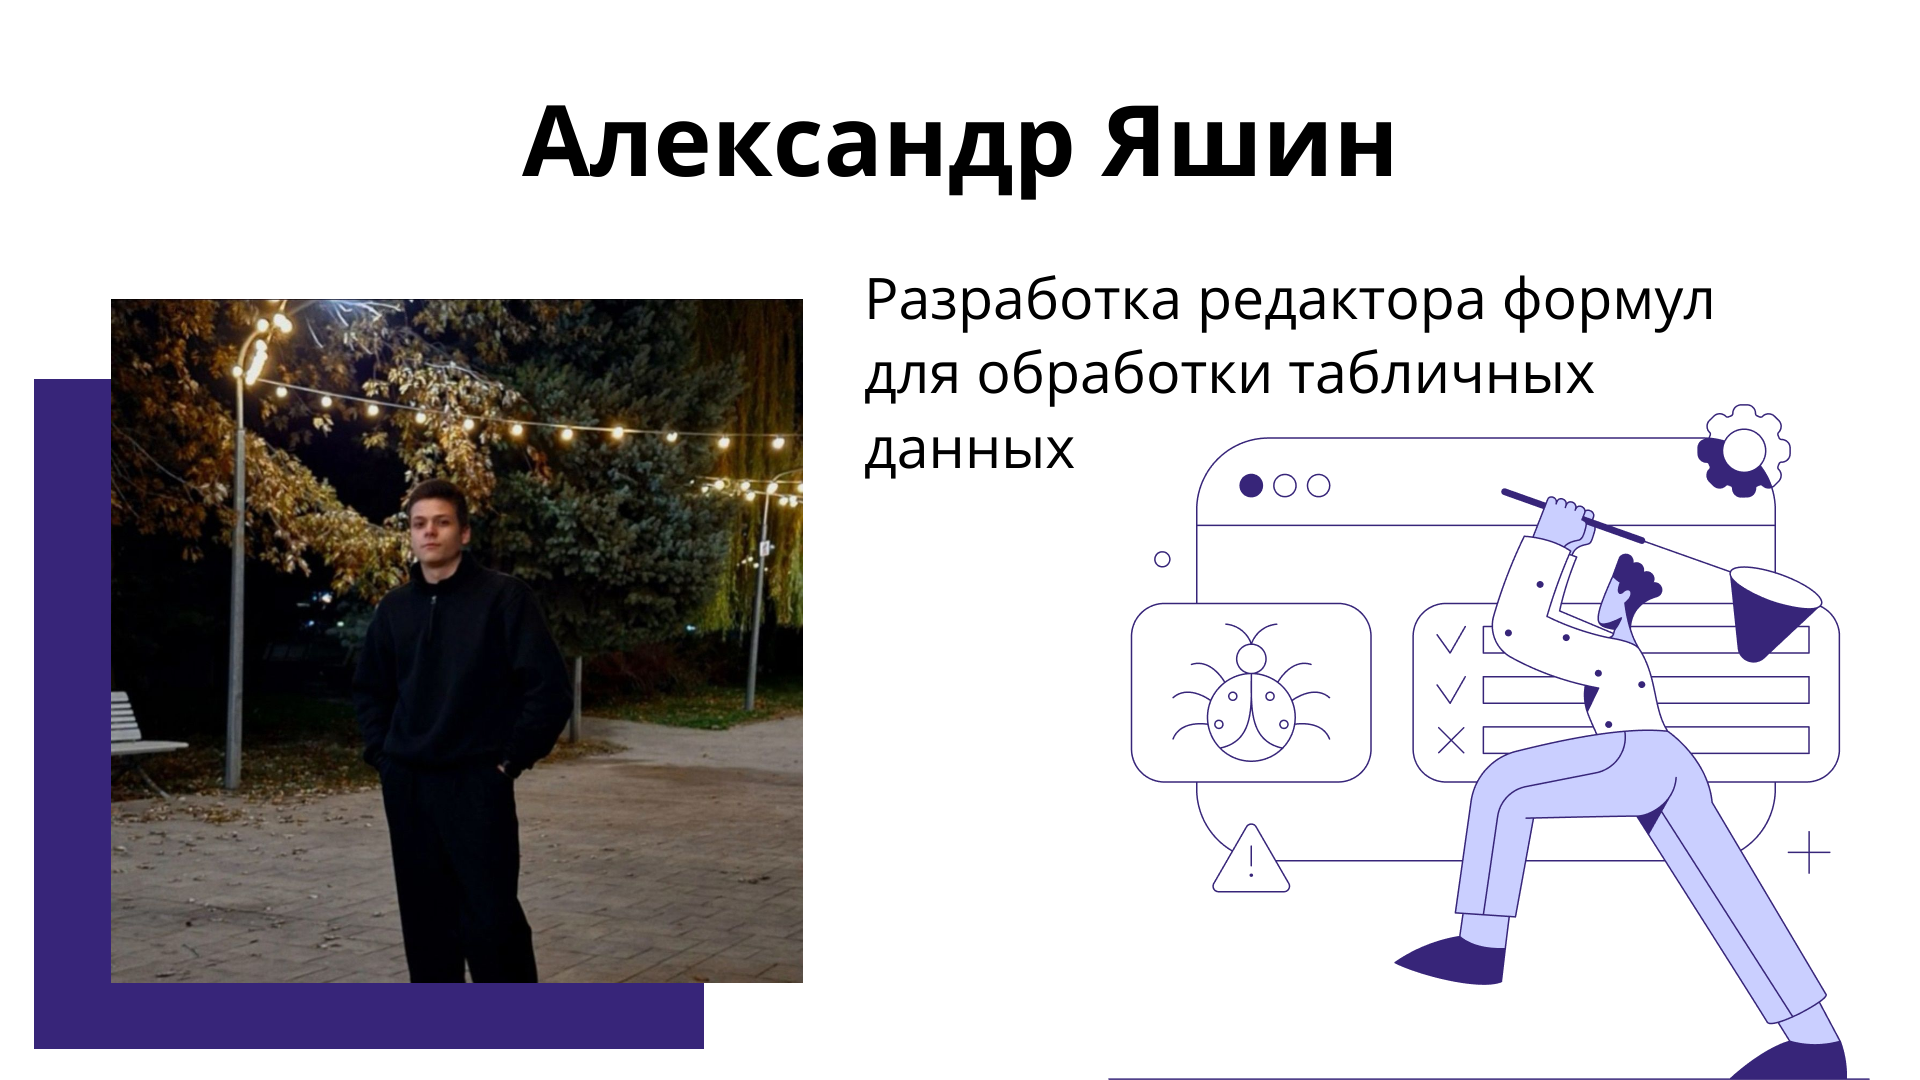 Александр Яшин
Разработка редактора формул
для обработки табличных
данных